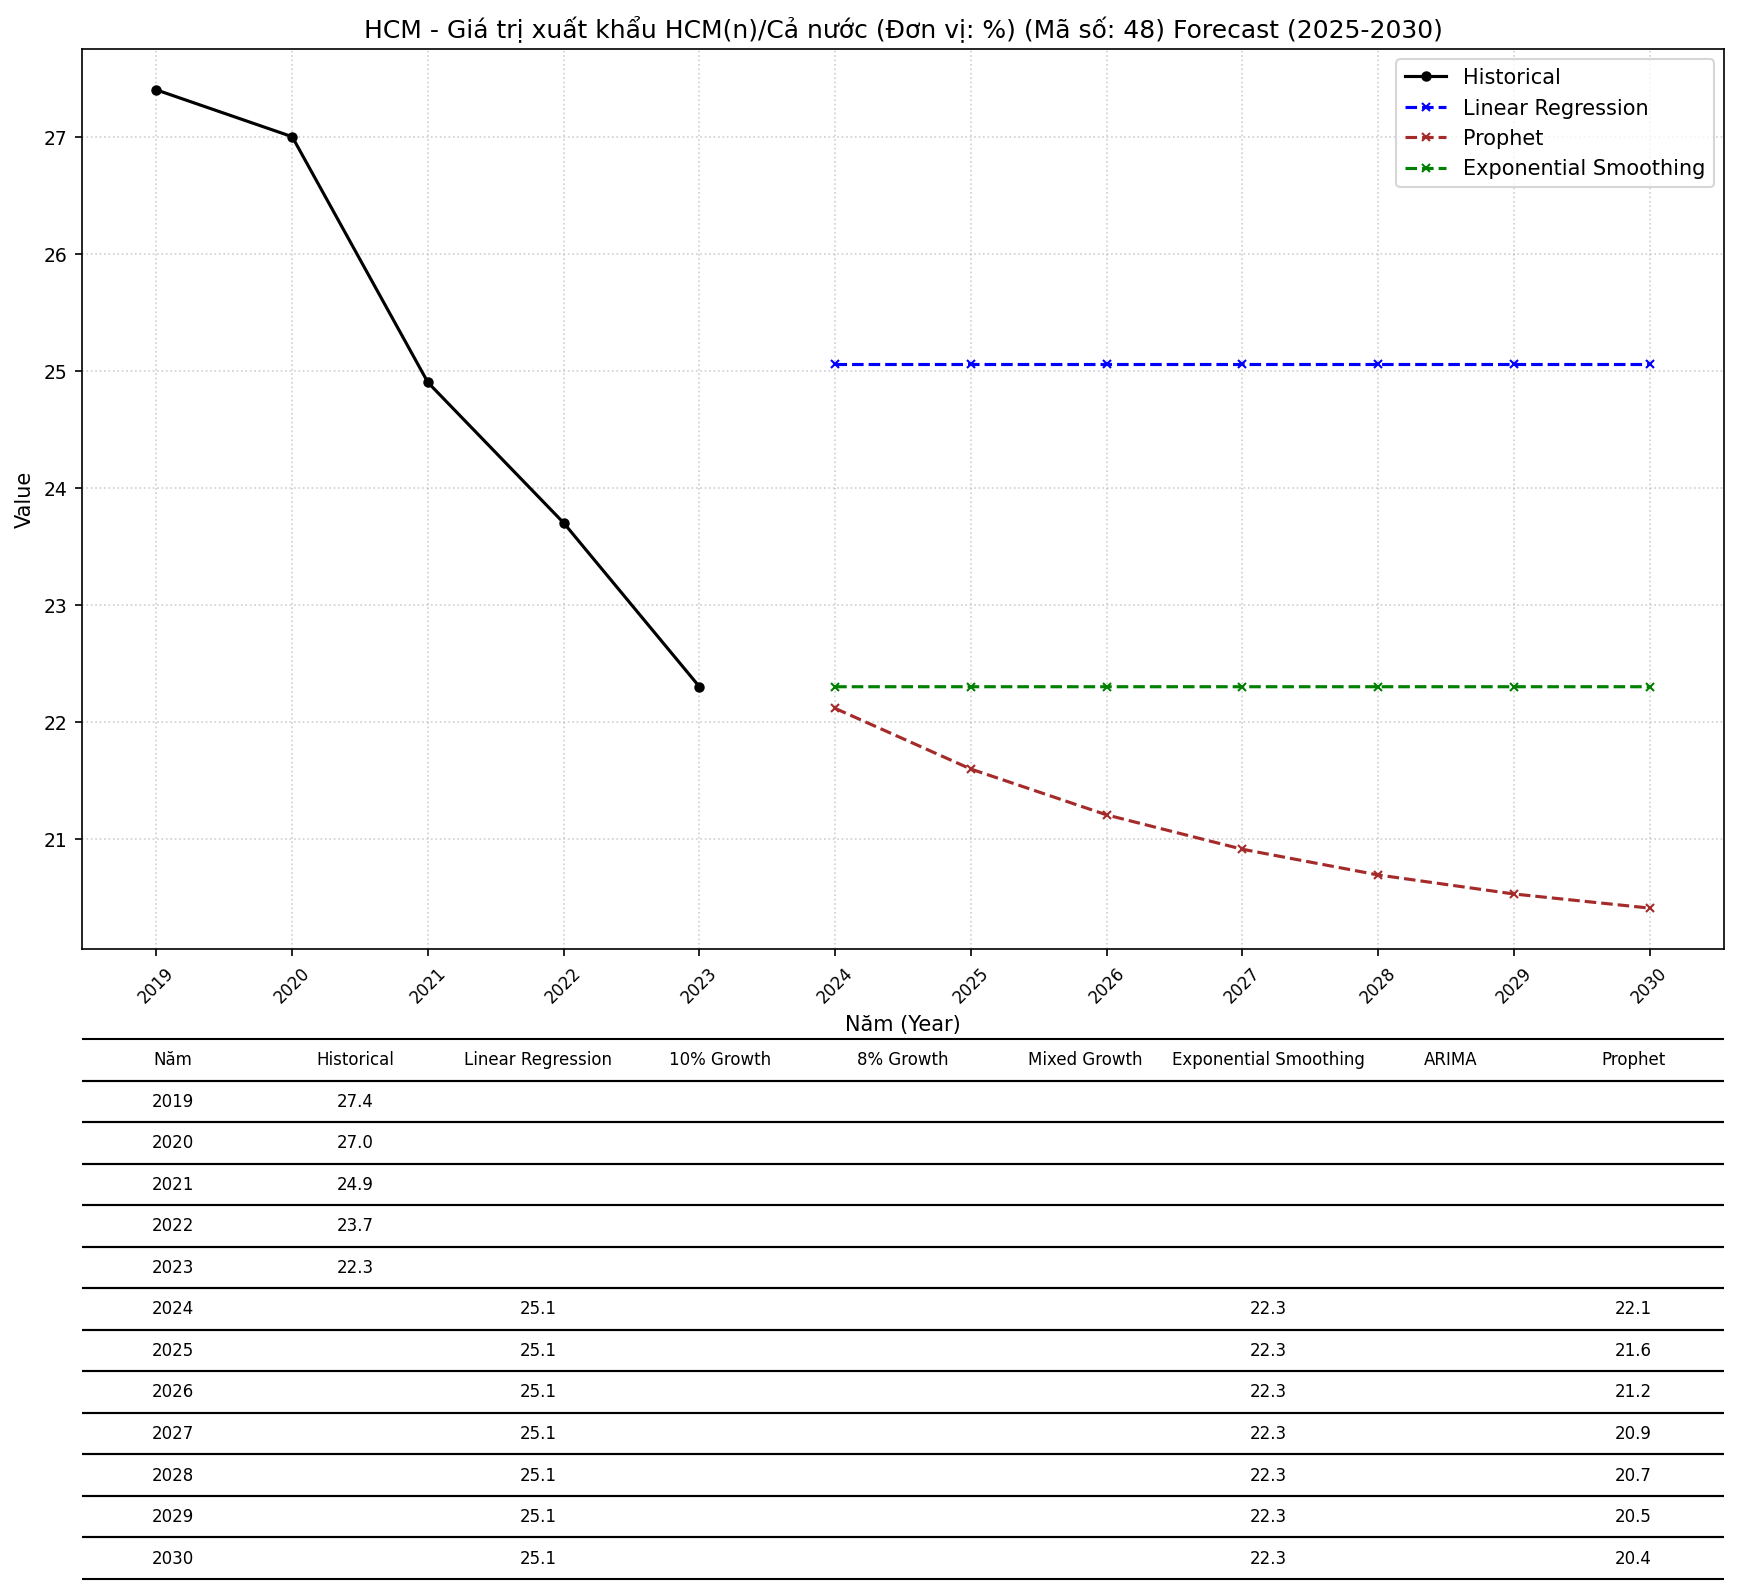 HCM - Giá trị xuất khẩu HCM(n)/Cả nước (Đơn vị: %) (Mã số: 48) Forecast (2025-2030)
Historical
Linear Regression
Prophet
Exponential Smoothing
27
26
25
24
23
22
21
Value
2019 2020 2021 2022 2023 2024 2025 2026 2027 2028 2029 2030
Năm (Year)
Năm Historical Linear Regression 10% Growth 8% Growth Mixed Growth Exponential Smoothing ARIMA Prophet
2019 27.4
2020 27.0
2021 24.9
2022 23.7
2023 22.3
2024 25.1 22.3 22.1
2025 25.1 22.3 21.6
2026 25.1 22.3 21.2
2027 25.1 22.3 20.9
2028 25.1 22.3 20.7
2029 25.1 22.3 20.5
2030 25.1 22.3 20.4